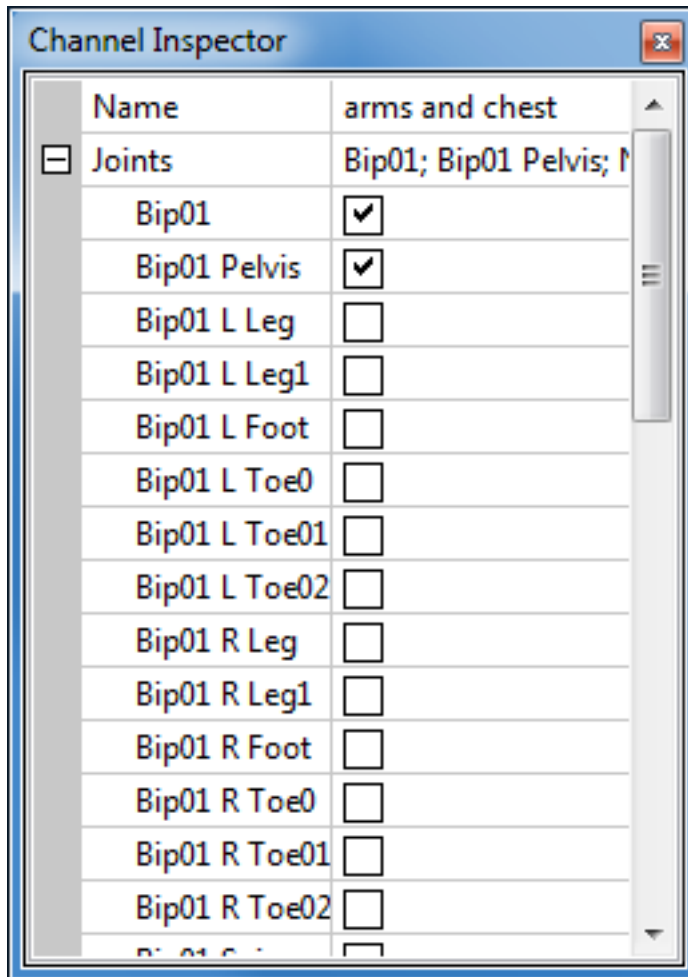 Channel Inspector
Name arms and chest
Joints Bip01; Bip01 Pelvis;
Bip01
Bip01 Pelvis
Bip01 L Leg
Bip01 L Leg1
Bip01 L Foot
Bip01 L Toe0
Bip01 L Toe01
Bip01 L Toe02
Bip01 R Leg
Bip01 R Leg1
Bip01 R Foot
Bip01 R Toe0
Bip01 R Toe01
Bip01 R Toe02